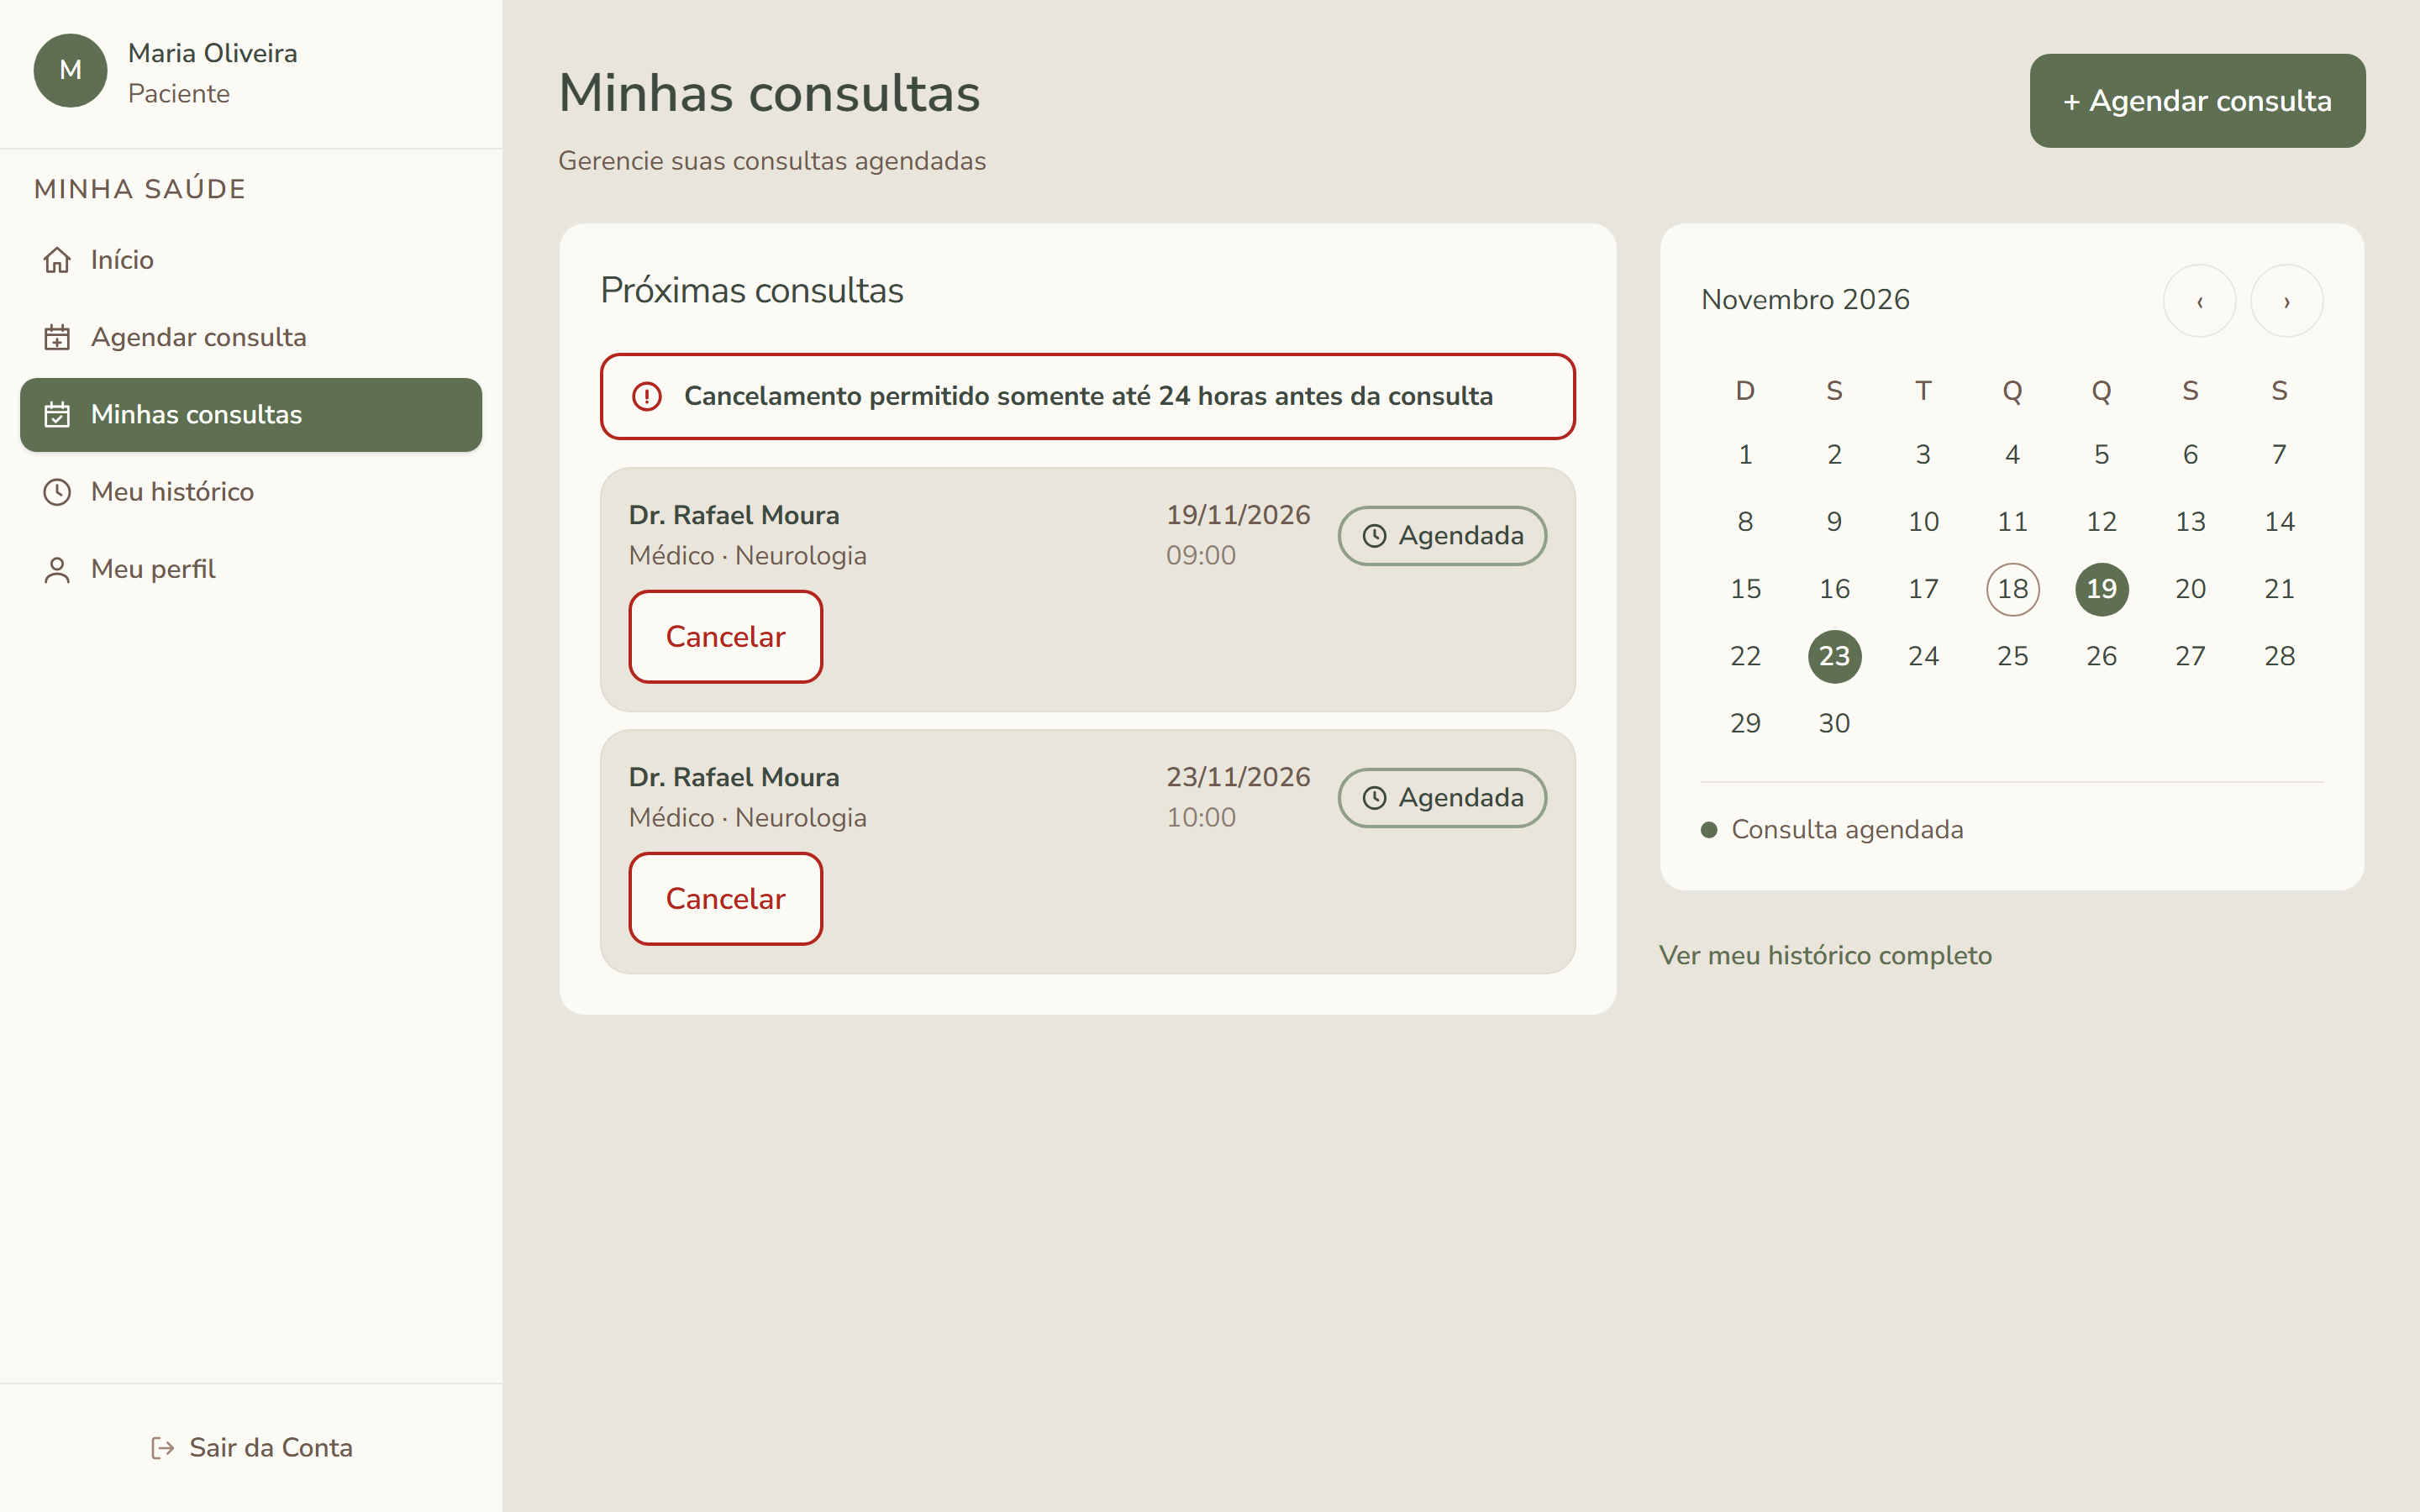 M
Maria Oliveira
Paciente
MINHA SAÚDE
Início
Agendar consulta
Minhas consultas
Meu histórico
Meu perfil
Sair da Conta
Minhas consultas
Gerencie suas consultas agendadas
+ Agendar consulta
Próximas consultas
Cancelamento permitido somente até 24 horas antes da consulta
Dr. Rafael Moura
Médico · Neurologia
19/11/2026
09:00
Agendada
Cancelar
Dr. Rafael Moura
Médico · Neurologia
23/11/2026
10:00
Agendada
Cancelar
Novembro 2026
‹ ›
D S T Q Q S S
1 2 3 4 5 6 7
8 9 10 11 12 13 14
15 16 17 18 19 20 21
22 23 24 25 26 27 28
29 30
Consulta agendada
Ver meu histórico completo